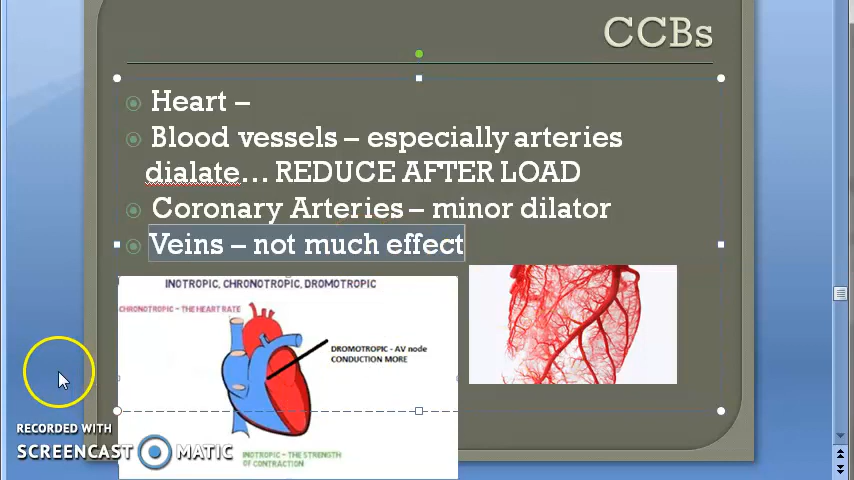 CCBs
Heart –
Blood vessels – especially arteries
dialate... REDUCE AFTER LOAD
Coronary Arteries – minor dilator
Veins – not much effect
INOTROPIC, CHRONOTROPIC, DROMOTROPIC
CHRONOTROPIC – THE HEART RATE
DROMOTROPIC - AV node
CONDUCTION MORE
INOTROPIC – THE STRENGTH
OF CONTRACTION
RECORDED WITH
SCREENCAST MATIC